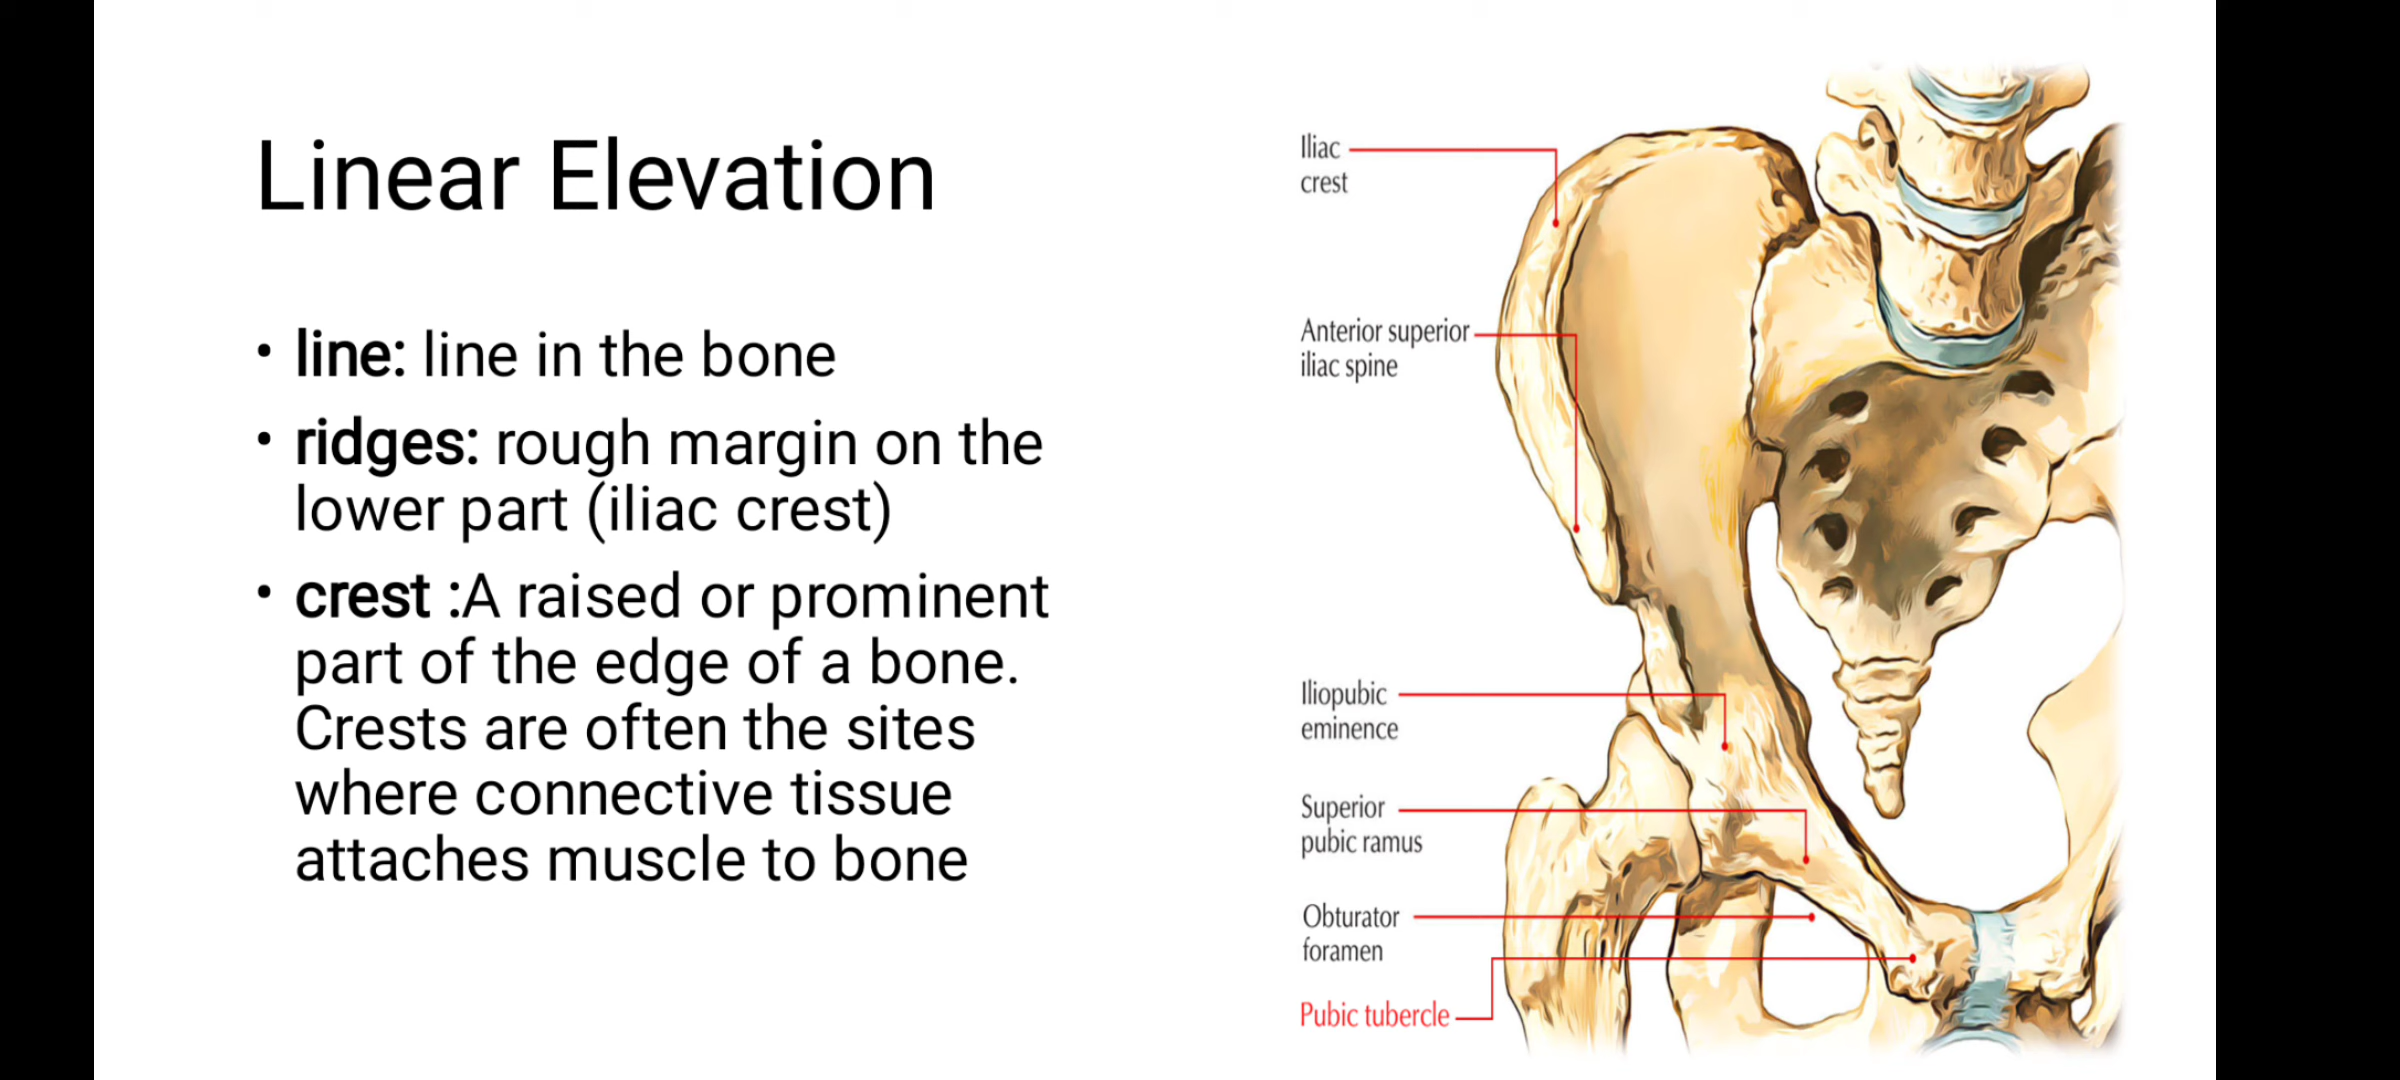 Linear Elevation
• line: line in the bone
• ridges: rough margin on the
lower part (iliac crest)
• crest :A raised or prominent
part of the edge of a bone.
Crests are often the sites
where connective tissue
attaches muscle to bone
Iliac
crest
Anterior superior
iliac spine
Iliopubic
eminence
Superior
pubic ramus
Obturator
foramen
Pubic tubercle